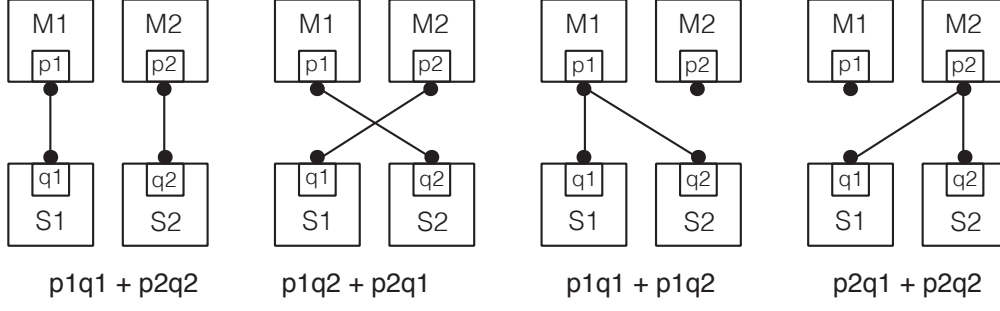 M1 M2 M1 M2 M1 M2 M1 M2
p1 p2 p1 p2 p1 p2 p1 p2
q1 q2 q1 q2 q1 q2 q1 q2
S1 S2 S1 S2 S1 S2 S1 S2
p1q1 + p2q2 p1q2 + p2q1 p1q1 + p1q2 p2q1 + p2q2